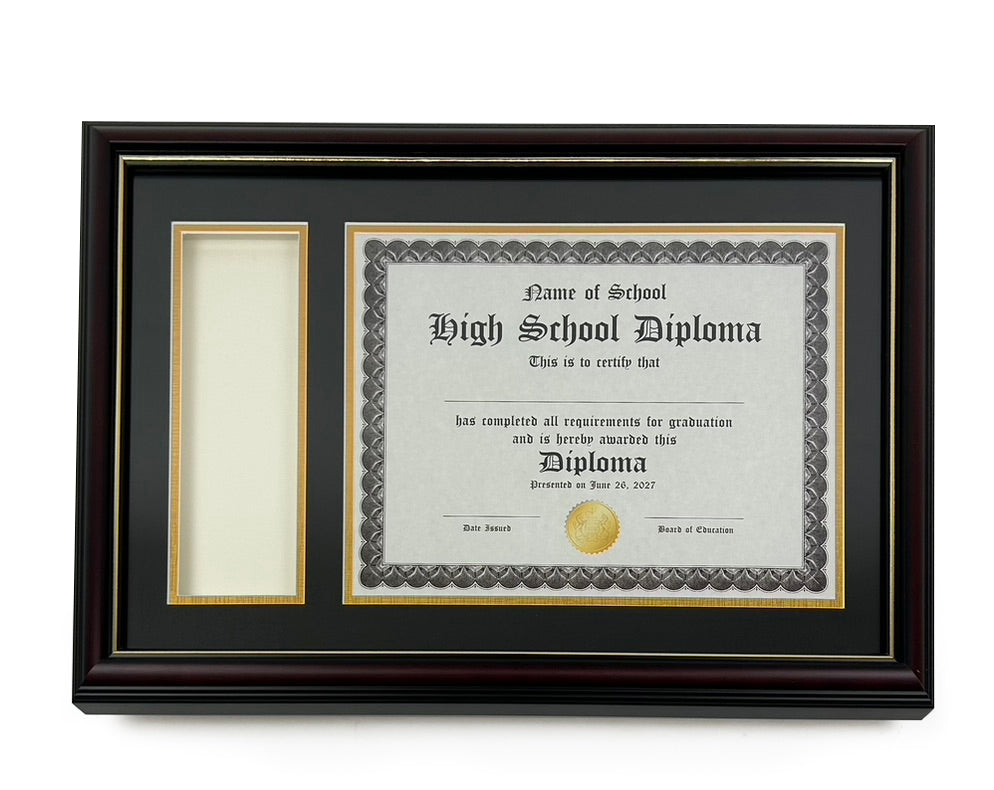 Name of School
High School Diploma
This is to certify that
has completed all requirements for graduation
and is hereby awarded this
Diploma
Presented on June 26, 2027
Date Issued
Board of Education